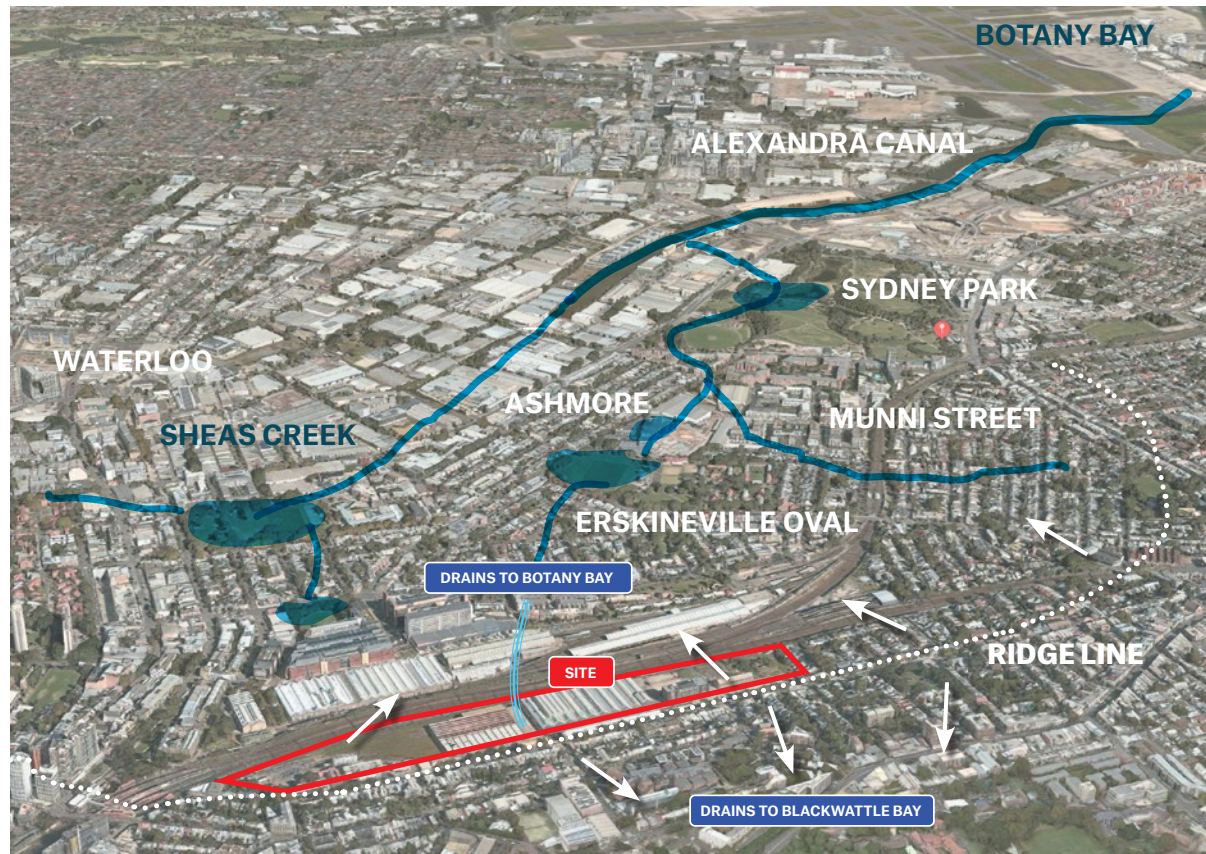 BOTANY BAY
ALEXANDRA CANAL
SYDNEY PARK
WATERLOO
ASHMORE
MUNNI STREET
SHEAS CREEK
ERSKINEVILLE OVAL
DRAINS TO BOTANY BAY
RIDGE LINE
SITE
DRAINS TO BLACKWATTLE BAY